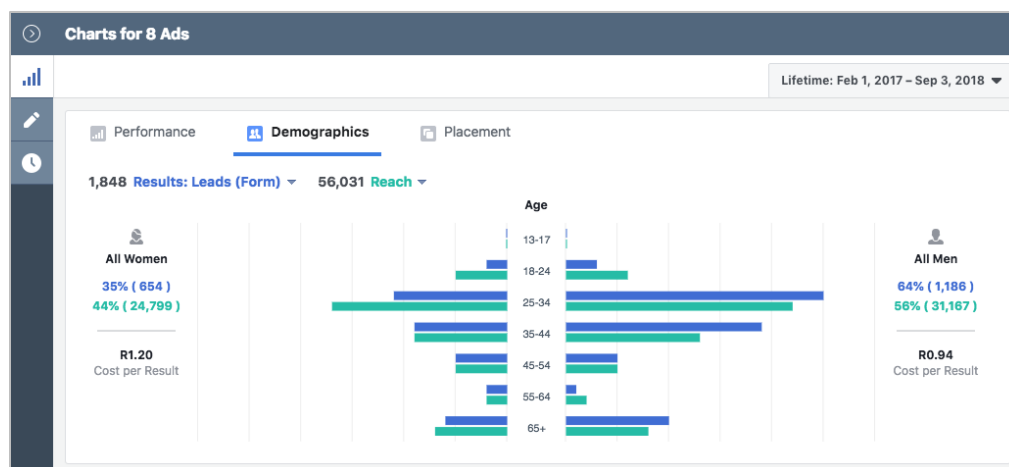 Charts for 8 Ads
Lifetime: Feb 1, 2017 – Sep 3, 2018
Performance
Demographics
Placement
1,848 Results: Leads (Form)
56,031 Reach
Age
All Women
35% ( 654 )
44% ( 24,799 )
R1.20
Cost per Result
13-17
18-24
25-34
35-44
45-54
55-64
65+
All Men
64% ( 1,186 )
56% ( 31,167 )
R0.94
Cost per Result